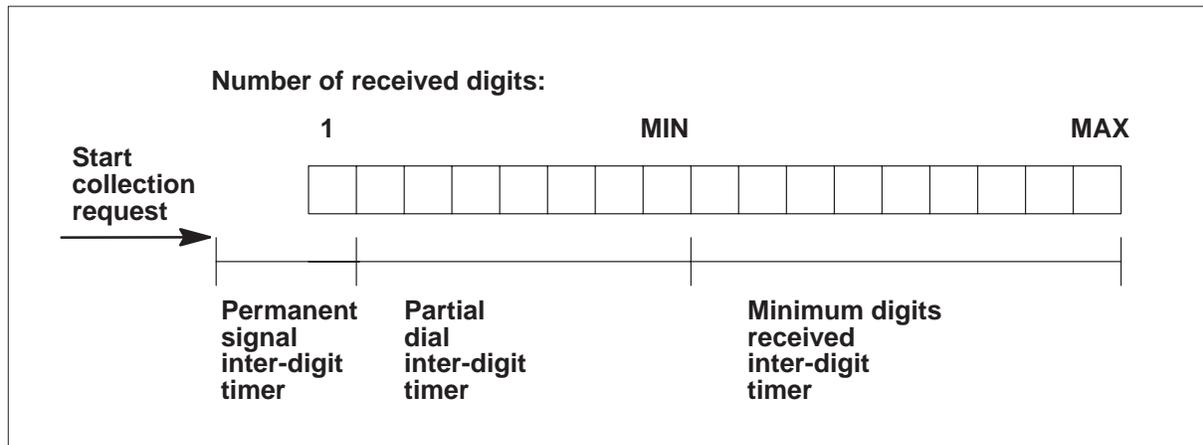 Number of received digits:
1 MIN MAX
Start
collection
request
Permanent
signal
inter-digit
timer
Partial
dial
inter-digit
timer
Minimum digits
received
inter-digit
timer